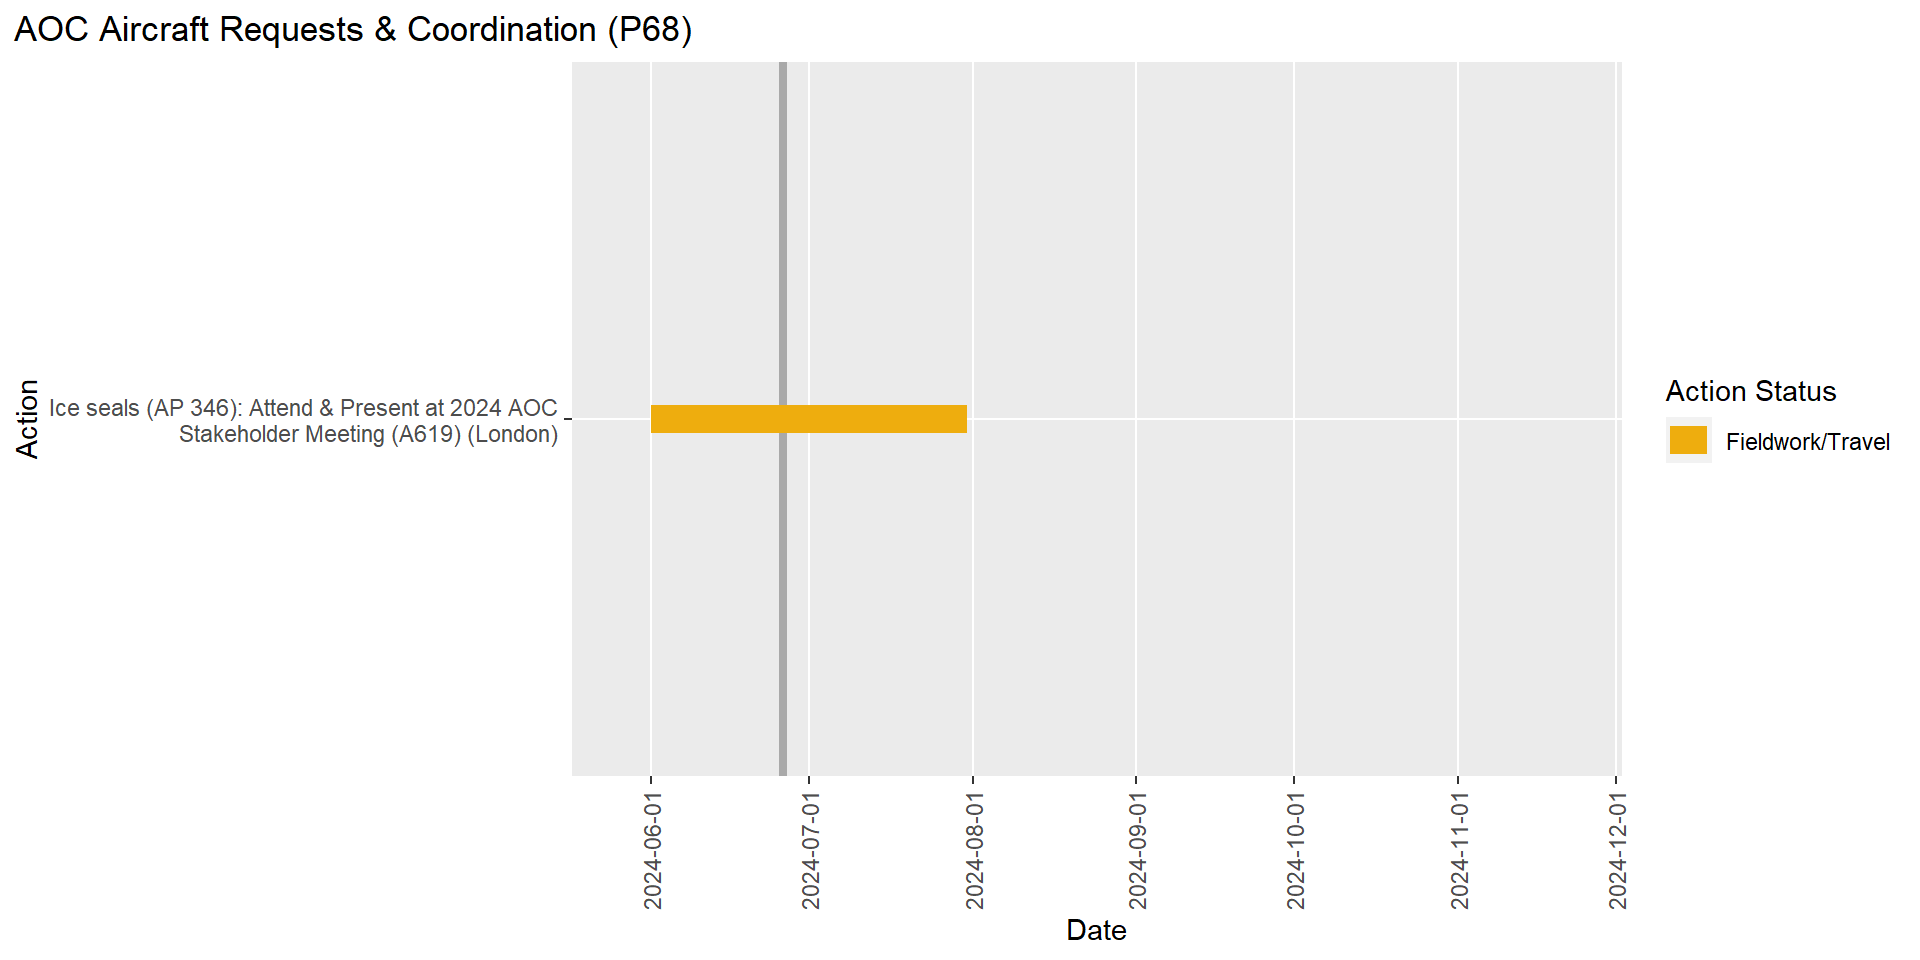 AOC Aircraft Requests & Coordination (P68)
Action
Ice seals (AP 346): Attend & Present at 2024 AOC
Stakeholder Meeting (A619) (London)
2024-06-01
2024-07-01
2024-08-01
2024-09-01
2024-10-01
2024-11-01
2024-12-01
Date
Action Status
Fieldwork/Travel